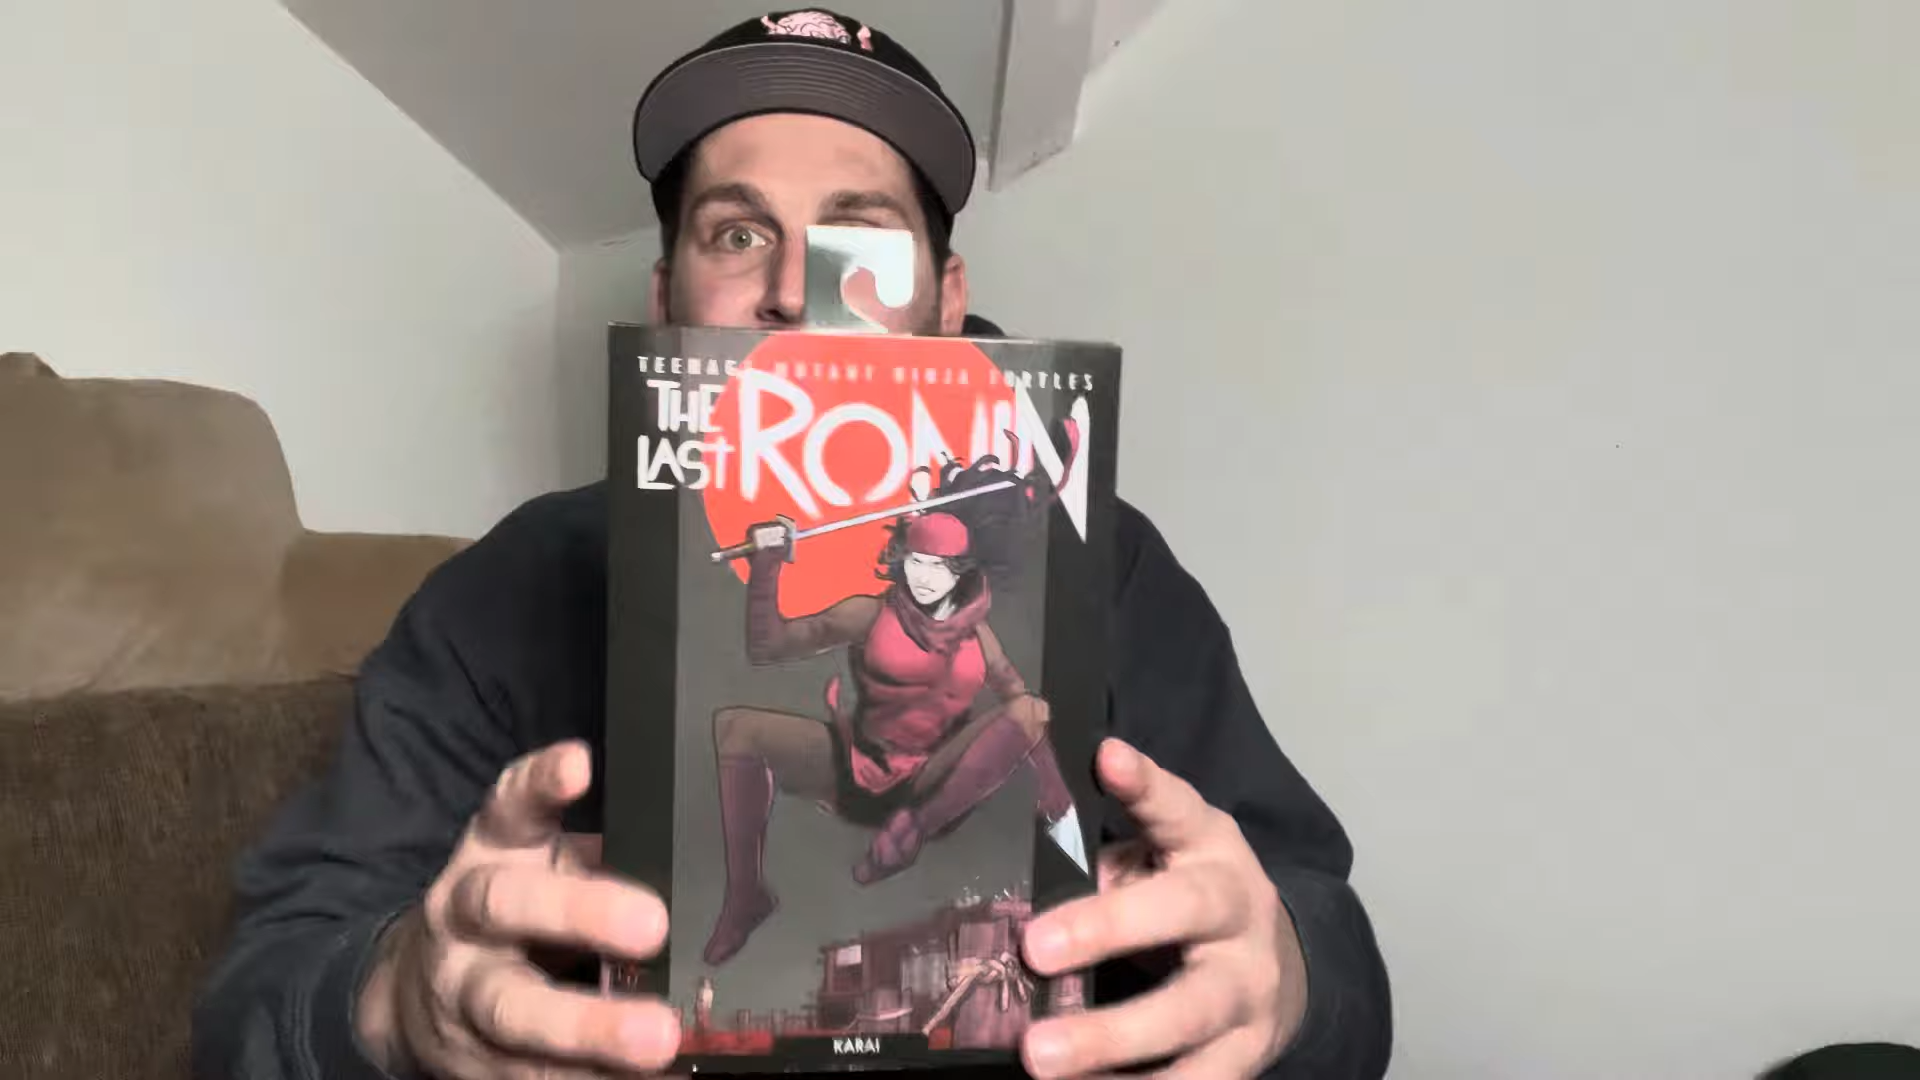 TEENAGE MUTANT NINJA TURTLES
THE
LAST
RONIN
KARAI